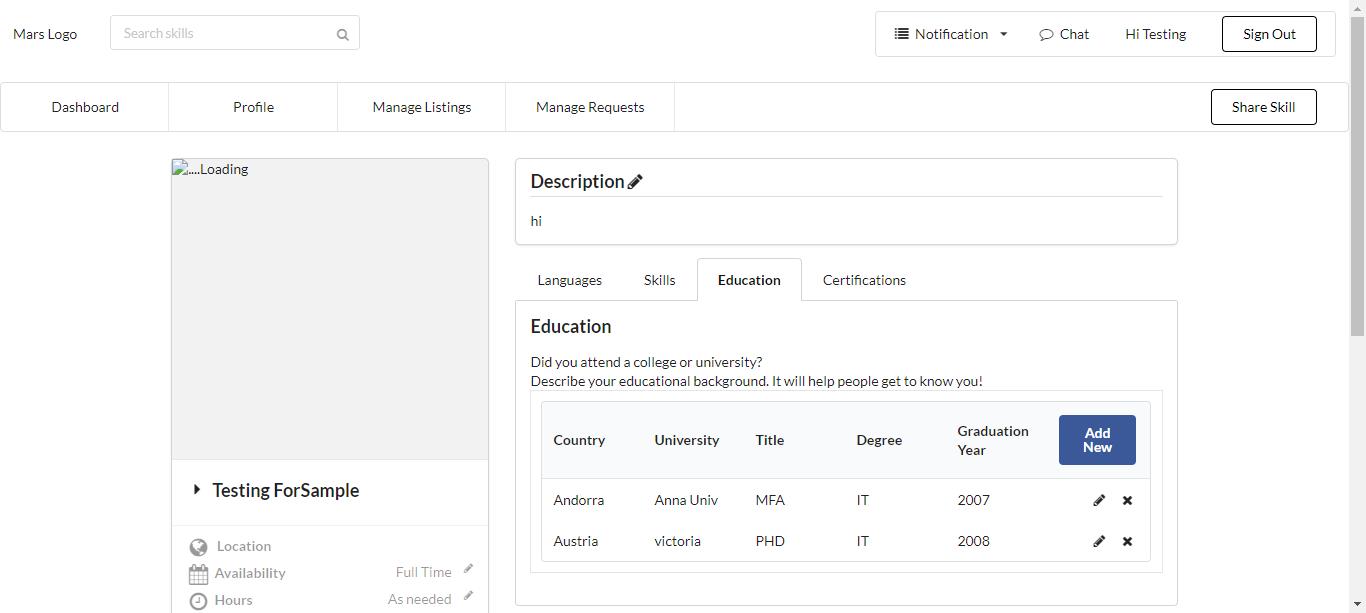 Mars Logo
Search skills
Notification
Chat
Hi Testing
Sign Out
Dashboard
Profile
Manage Listings
Manage Requests
Share Skill
....Loading
Testing ForSample
Location
Availability
Full Time
Hours
As needed
Description
hi
Languages
Skills
Education
Certifications
Education
Did you attend a college or university?
Describe your educational background. It will help people get to know you!
Country University Title Degree Graduation Year Add New
Andorra Anna Univ MFA IT 2007
Austria victoria PHD IT 2008